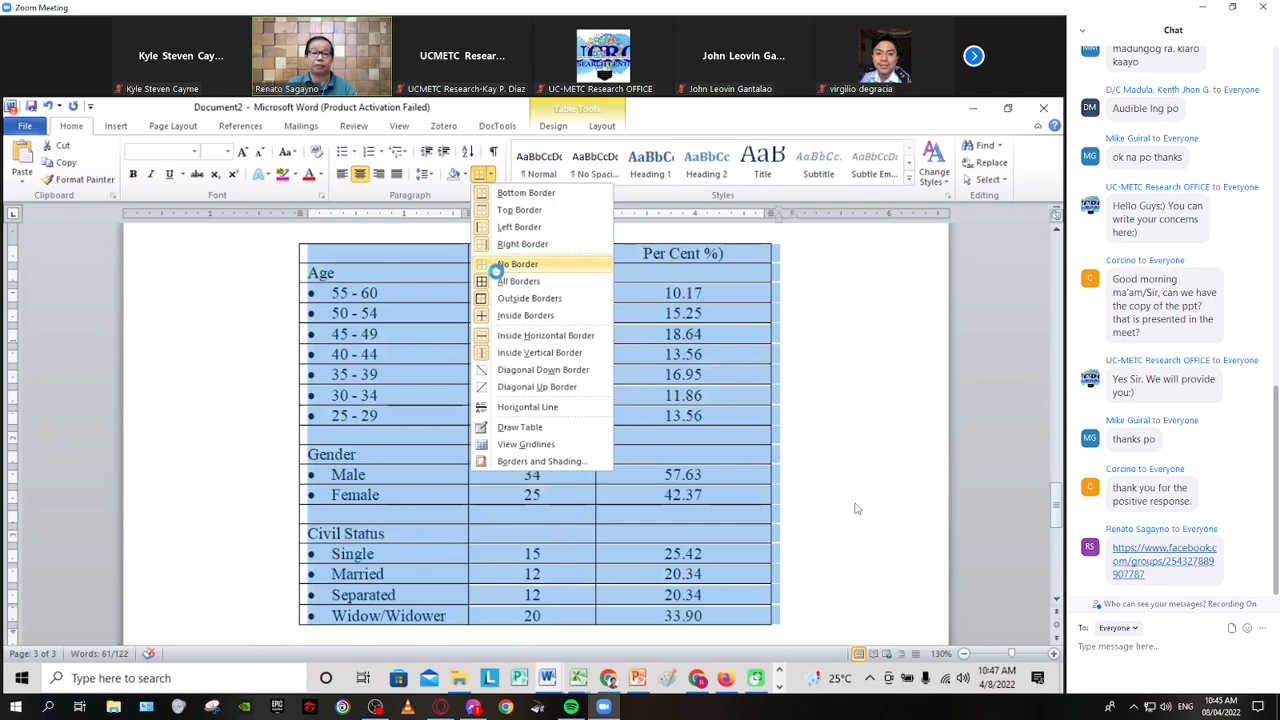 Zoom Meeting
Kyle Steven Cay...
UCMETC Resear...
John Leovin Ga...
Kyle Steven Cayme
Renato Sagayno
UCMETC Research-Kay P. Diaz
UC-METC Research OFFICE
John Leovin Gantalao
virgilio degracia
Document2 - Microsoft Word (Product Activation Failed)
Table Tools
File
Home
Insert
Page Layout
References
Mailings
Review
View
Zotero
DocTools
Design
Layout
Paste
Cut
Copy
Format Painter
Clipboard
Font
Paragraph
AaBbCcDc
¶ Normal
AaBbCcDc
¶ No Spaci...
AaBbC
Heading 1
AaBbCc
Heading 2
AaB
Title
AaBbCc
Subtitle
AaBbCcDc
Subtle Em...
Change
Styles
Styles
Find
Replace
Select
Editing
Bottom Border
Top Border
Left Border
Right Border
No Border
All Borders
Outside Borders
Inside Borders
Inside Horizontal Border
Inside Vertical Border
Diagonal Down Border
Diagonal Up Border
Horizontal Line
Draw Table
View Gridlines
Borders and Shading...
Per Cent %)
Age
• 55 - 60 10.17
• 50 - 54 15.25
• 45 - 49 18.64
• 40 - 44 13.56
• 35 - 39 16.95
• 30 - 34 11.86
• 25 - 29 13.56
Gender
• Male 34 57.63
• Female 25 42.37
Civil Status
• Single 15 25.42
• Married 12 20.34
• Separated 12 20.34
• Widow/Widower 20 33.90
Page: 3 of 3
Words: 61/122
130%
Type here to search
25°C
10:47 AM
4/8/2022
Chat
madungog ra. klaro
kaayo
D/C Madula, Kenth Jhon G. to Everyone
DM
Audible lng po
Mike Guiral to Everyone
MG
ok na po thanks
UC-METC Research OFFICE to Everyone
Hello Guys:) You can
write your concerns
here:)
Corcino to Everyone
C
Good morning
ma'am/Sir, can we have
the copy of the ppt?
that is presented in the
meet?
UC-METC Research OFFICE to Everyone
Yes Sir. We will provide
you:)
Mike Guiral to Everyone
MG
thanks po
Corcino to Everyone
C
thank you for the
positive response.
Renato Sagayno to Everyone
RS
https://www.facebook.c
om/groups/254327889
907787
Who can see your messages? Recording On
To: Everyone
Type message here...
ENG
10:45 AM
08/04/2022